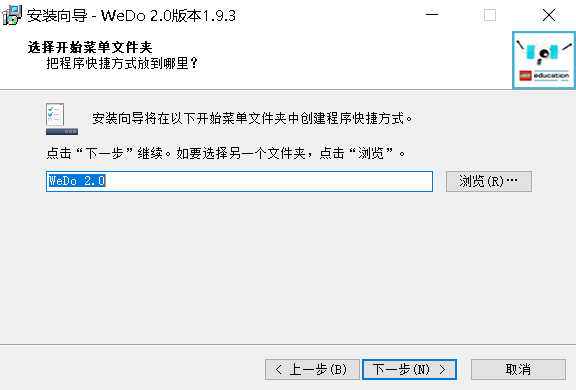 安装向导 - WeDo 2.0版本1.9.3
选择开始菜单文件夹
把程序快捷方式放到哪里？
education
安装向导将在以下开始菜单文件夹中创建程序快捷方式。
点击“下一步”继续。如要选择另一个文件夹，点击“浏览”。
WeDo 2.0
浏览(R)…
< 上一步(B)
下一步(N) >
取消